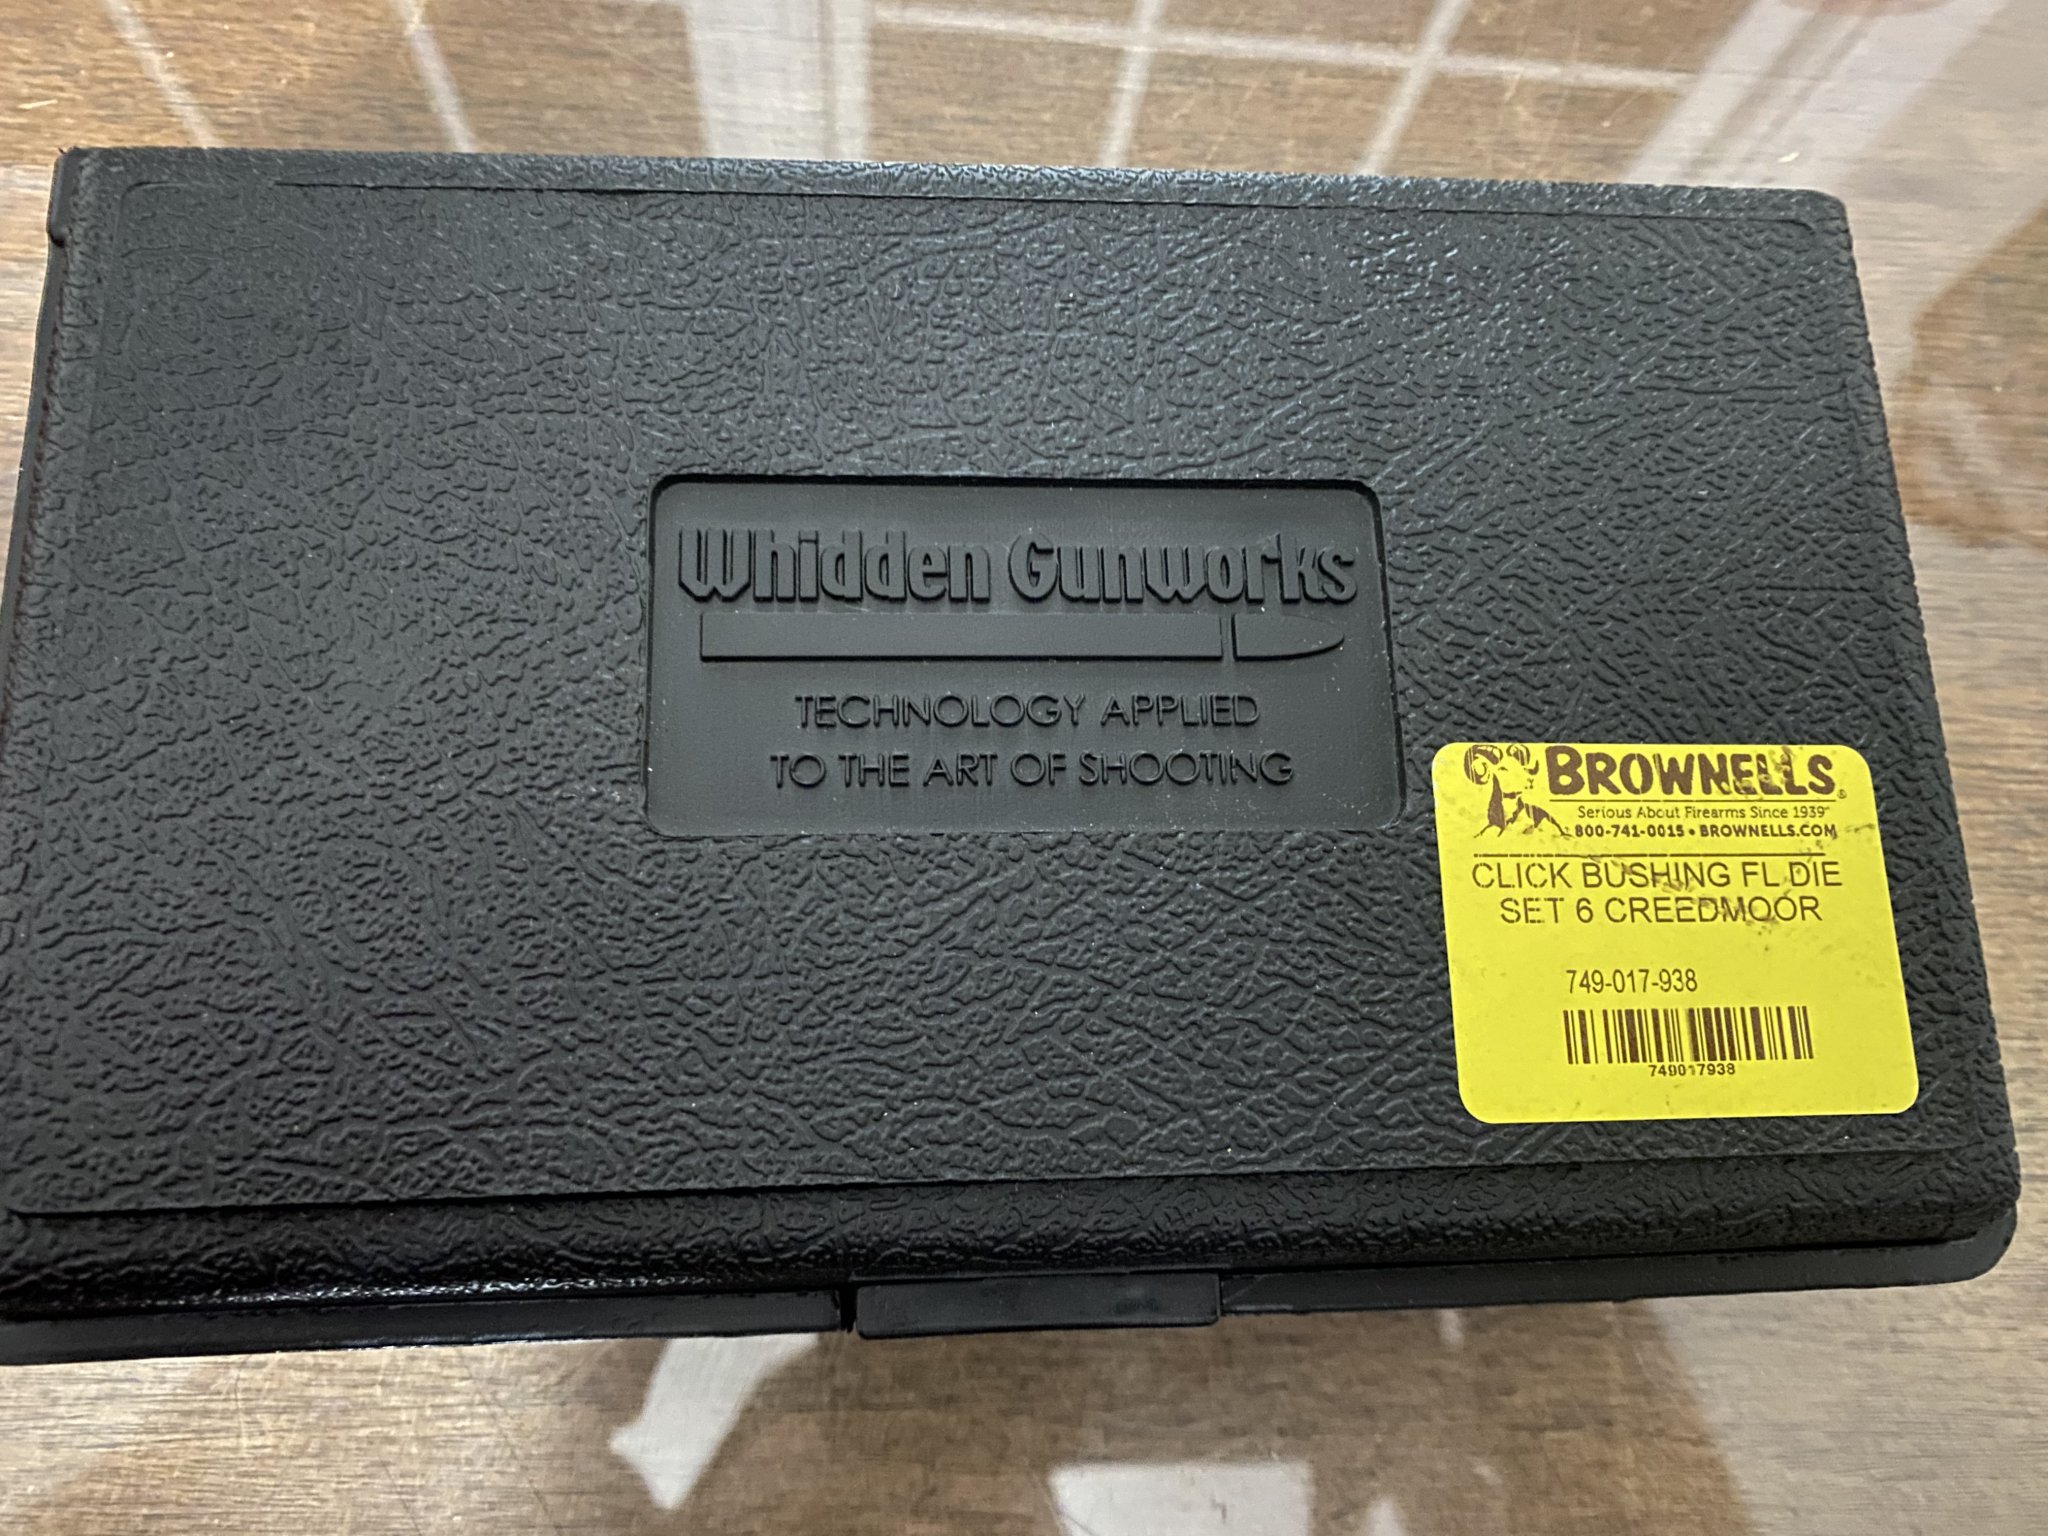 Whidden Gunworks
TECHNOLOGY APPLIED
TO THE ART OF SHOOTING
BROWNELLS®
Serious About Firearms Since 1939™
800-741-0015 • BROWNELLS.COM
CLICK BUSHING FL DIE
SET 6 CREEDMOOR
749-017-938
749017938